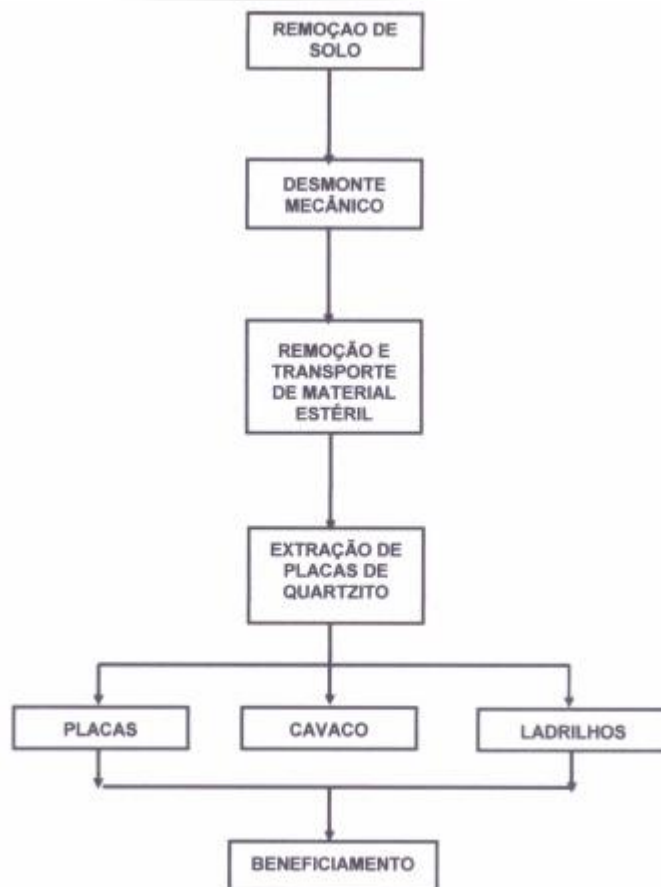 REMOÇAO DE
SOLO
DESMONTE
MECÂNICO
REMOÇÃO E
TRANSPORTE
DE MATERIAL
ESTÉRIL
EXTRAÇÃO DE
PLACAS DE
QUARTZITO
PLACAS
CAVACO
LADRILHOS
BENEFICIAMENTO